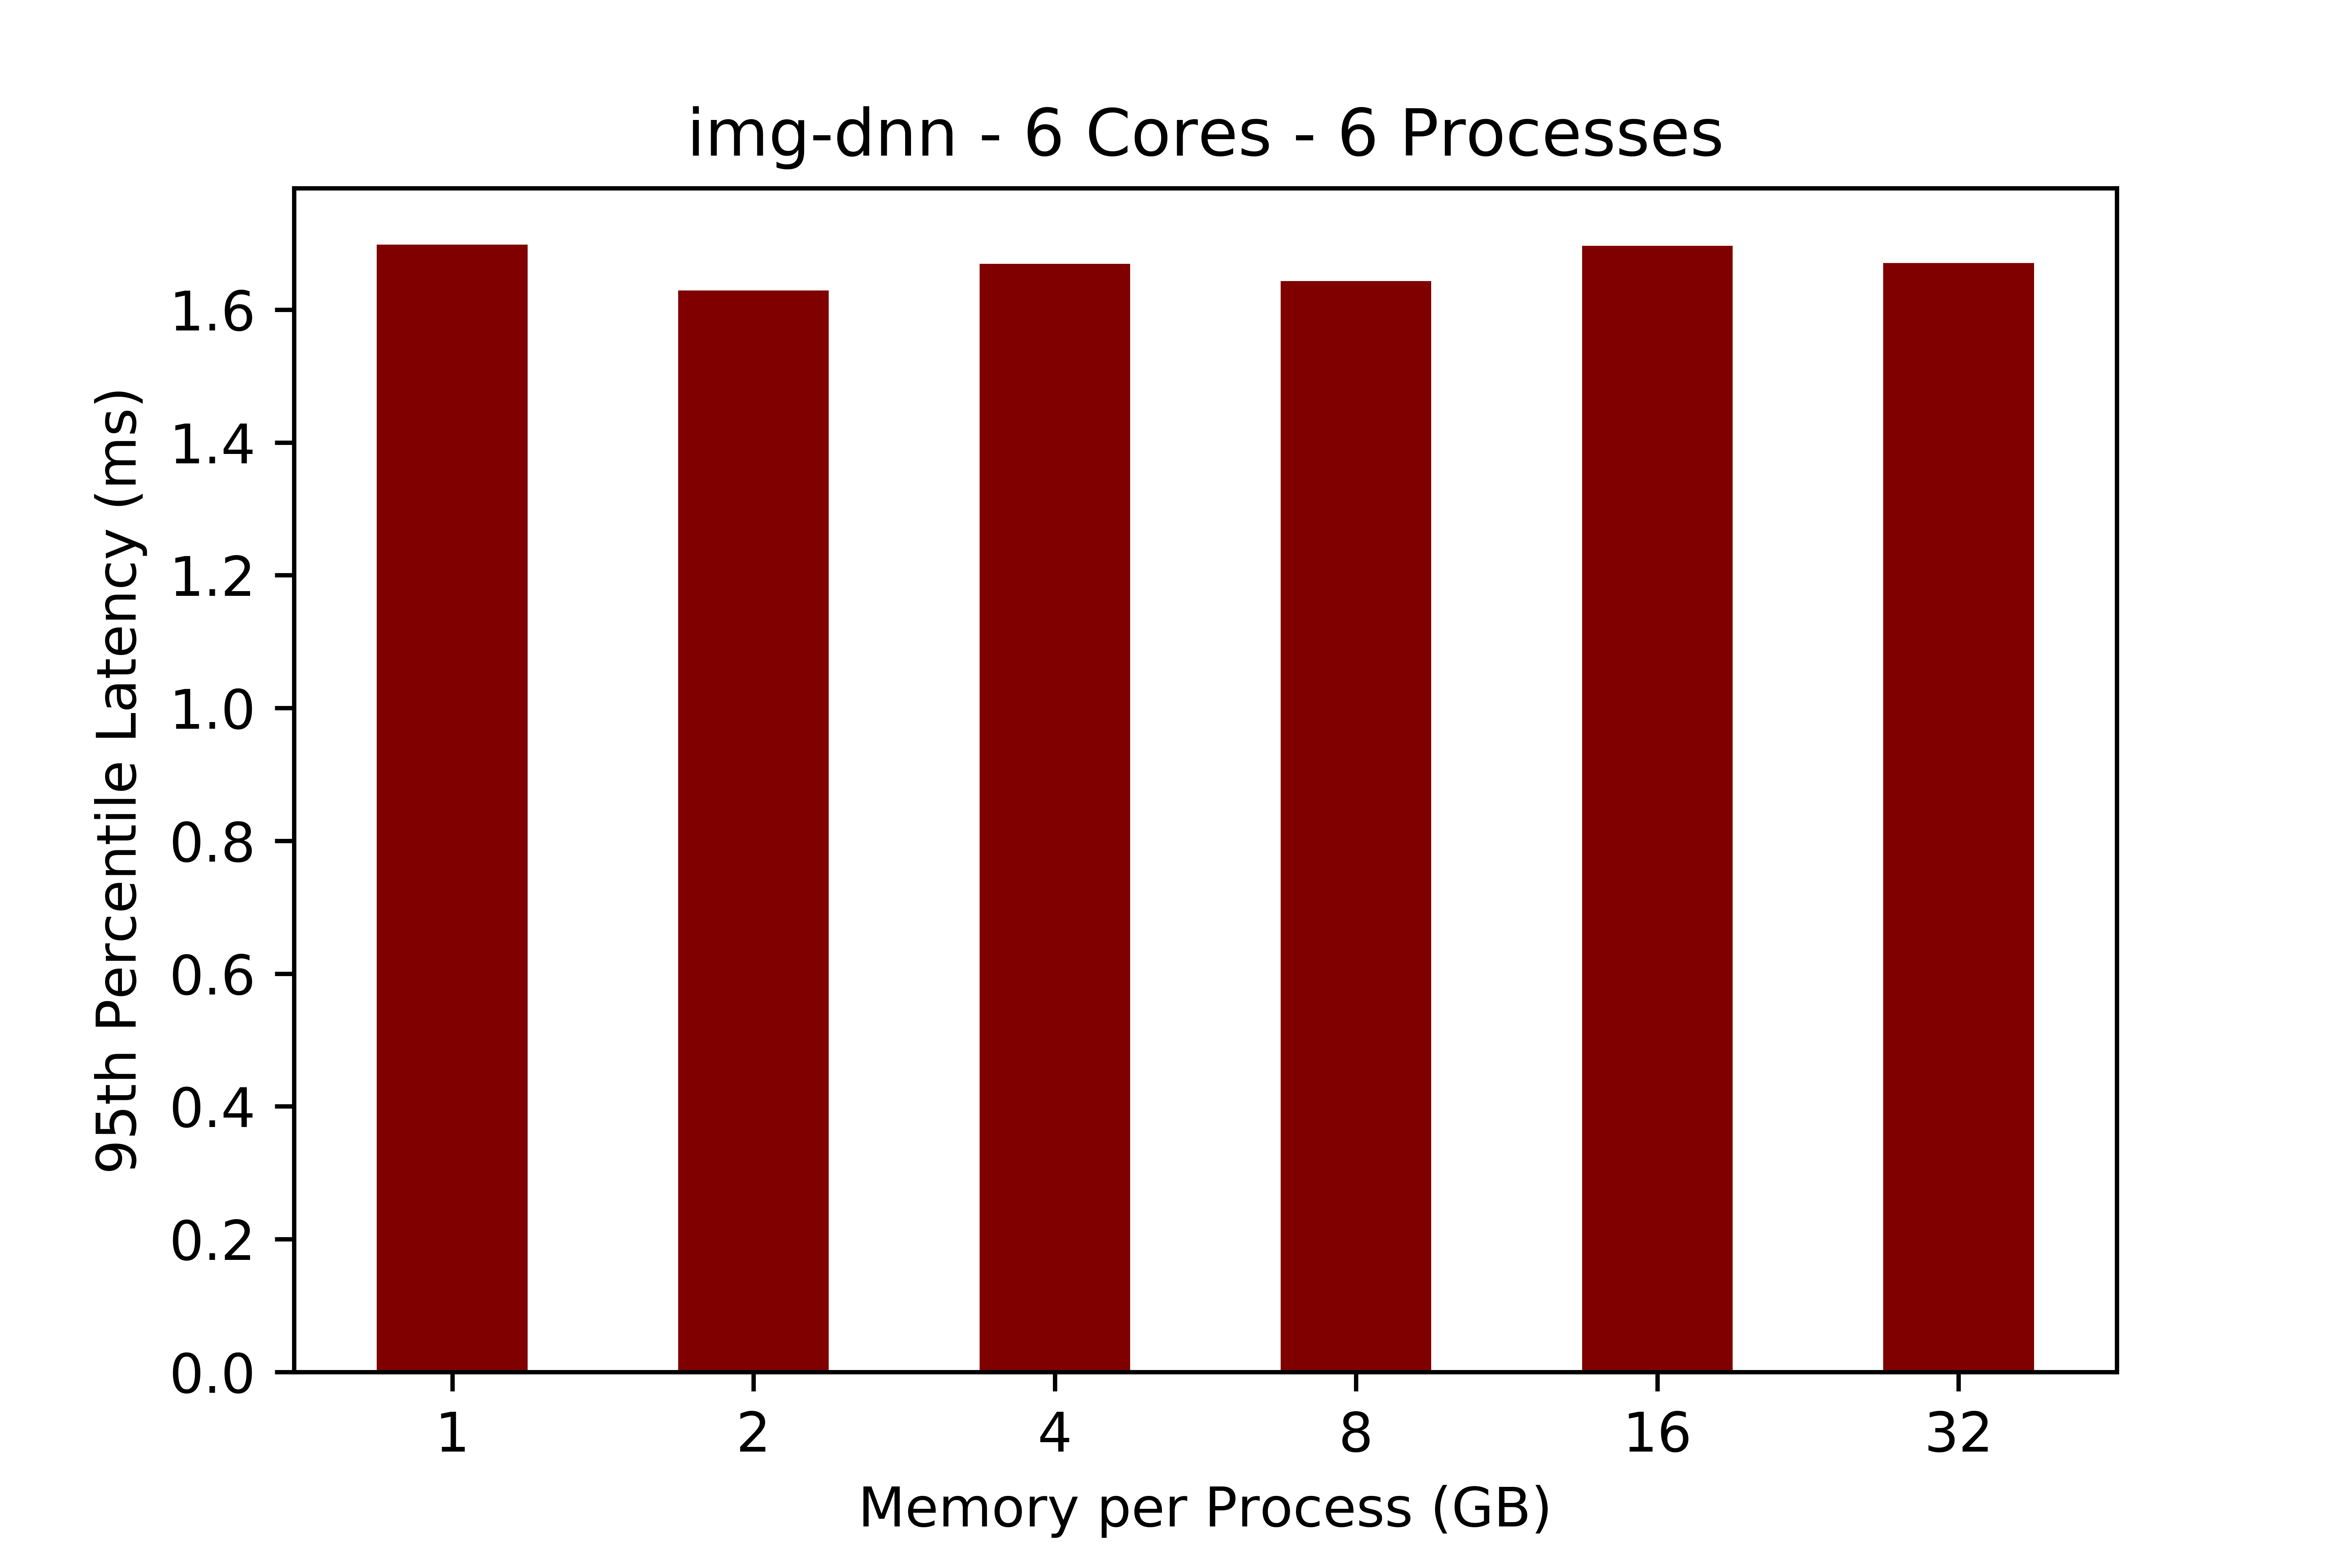 img-dnn - 6 Cores - 6 Processes
95th Percentile Latency (ms)
1.6
1.4
1.2
1.0
0.8
0.6
0.4
0.2
0.0
1 2 4 8 16 32
Memory per Process (GB)